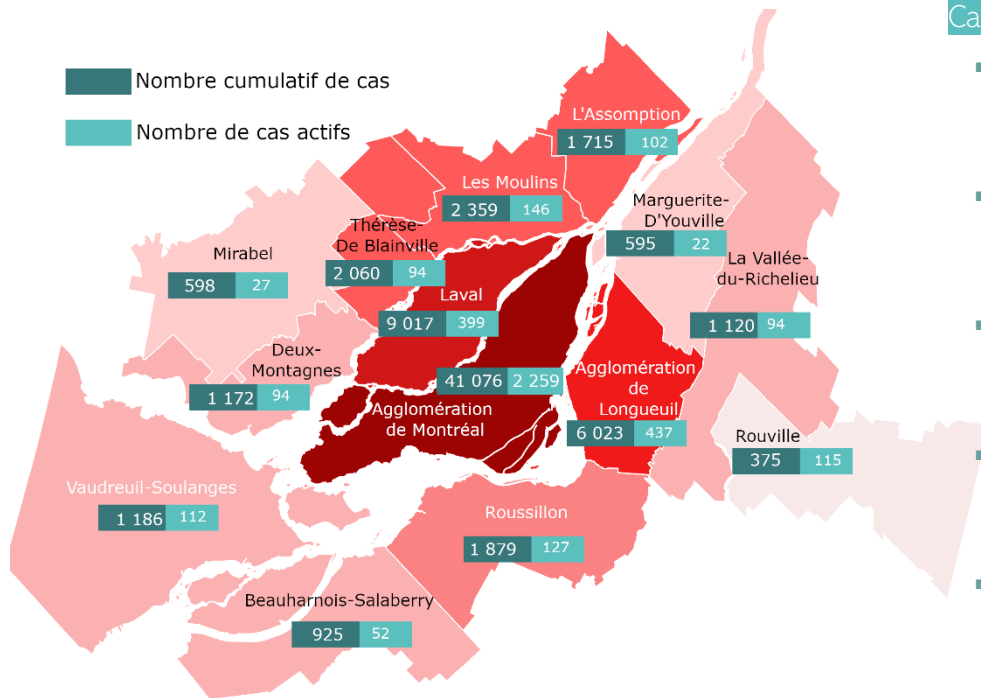 Ca
Nombre cumulatif de cas
Nombre de cas actifs
L'Assomption
1 715 102
Les Moulins
2 359 146
Marguerite-
D'Youville
595 22
Thérèse-
De Blainville
2 060 94
Mirabel
598 27
La Vallée-
du-Richelieu
1 120 94
Laval
9 017 399
Deux-
Montagnes
1 172 94
41 076 2 259
Agglomération
de Montréal
Agglomération
de
Longueuil
6 023 437
Rouville
375 115
Vaudreuil-Soulanges
1 186 112
Roussillon
1 879 127
Beauharnois-Salaberry
925 52